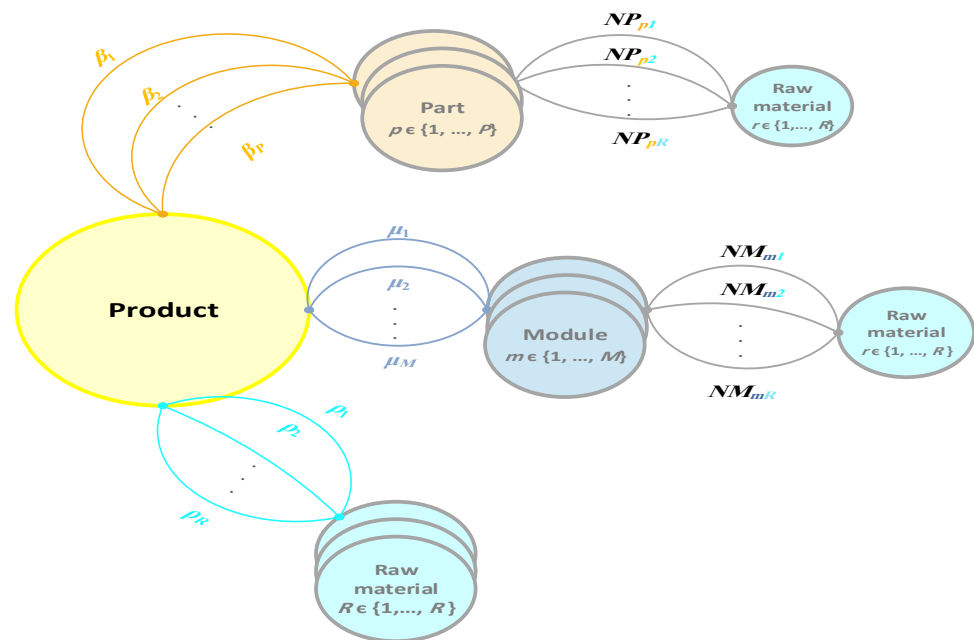 β1
β2
βP
Part
p ϵ {1, ..., P}
NPp1
NPp2
NPpR
Raw
material
r ϵ {1,..., R}
Product
μ1
μ2
μM
Module
m ϵ {1, ..., M}
NMm1
NMm2
NMmR
Raw
material
r ϵ {1, ..., R }
ρ1
ρ2
ρR
Raw
material
R ϵ {1,..., R }